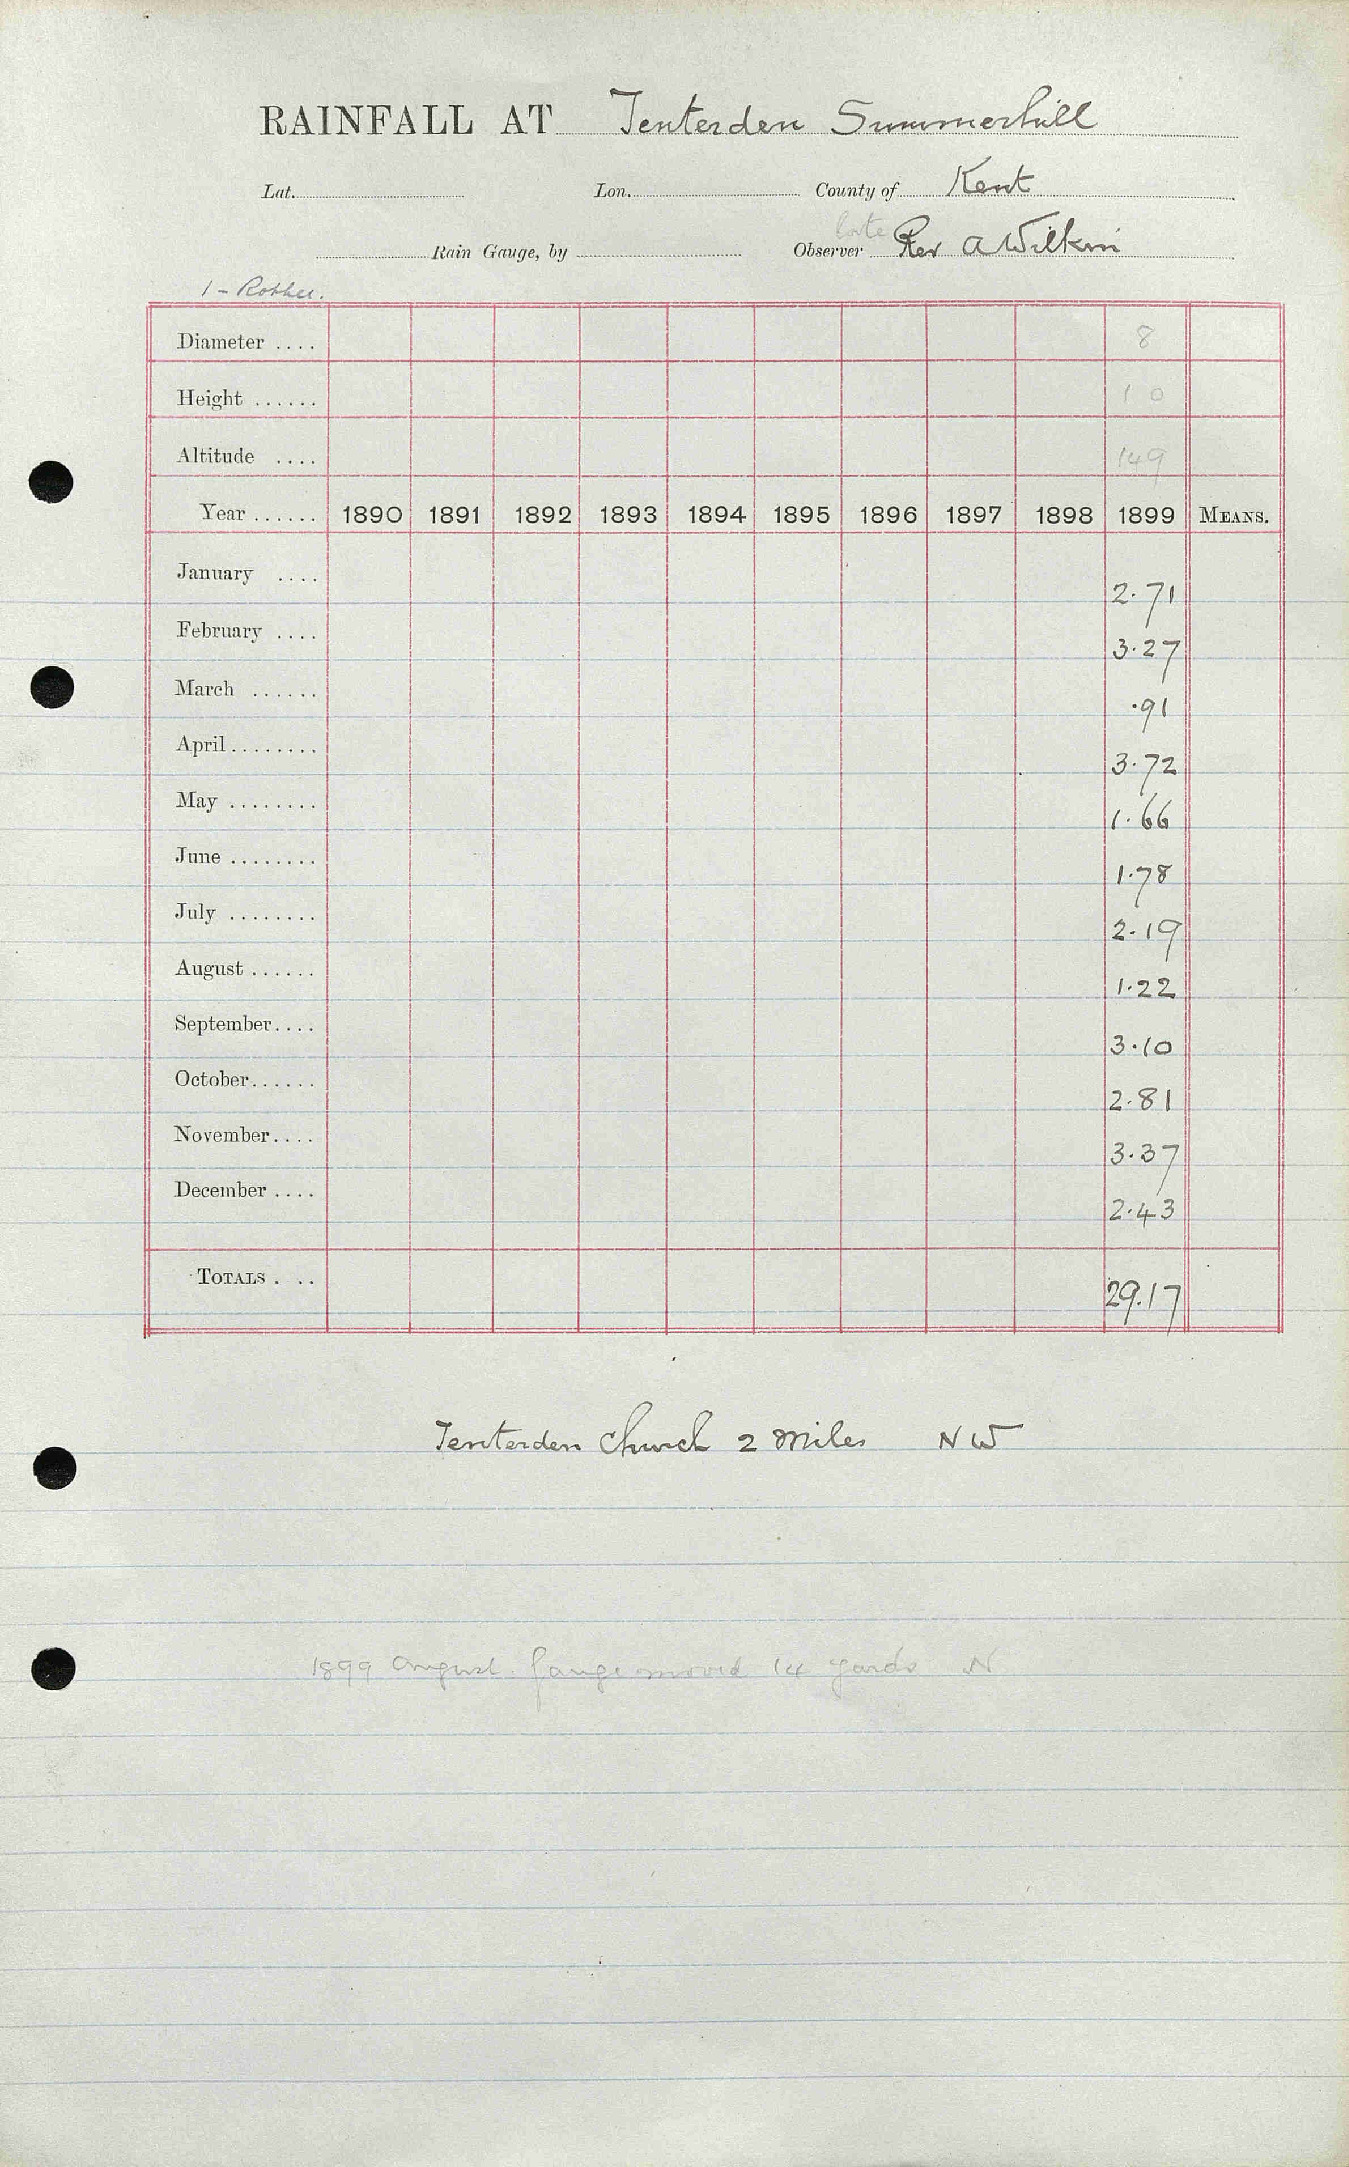 RAINFALL AT Tenterden Summerhill
Lat. Lon. County of Kent
Rain Gauge, by Observer late Rev A Wilkin
1 - Rother.
Diameter .... 8
Height ...... 1 0
Altitude .... 149
Year ...... 1890 1891 1892 1893 1894 1895 1896 1897 1898 1899 MEANS.
January .... 2.71
February .... 3.27
March ...... .91
April ........ 3.72
May ........ 1.66
June ........ 1.78
July ........ 2.19
August ...... 1.22
September .... 3.10
October ...... 2.81
November .... 3.37
December .... 2.43
TOTALS . .. 29.17
Tenterden Church 2 miles NW
1899 August. Gauge moved 14 yards N